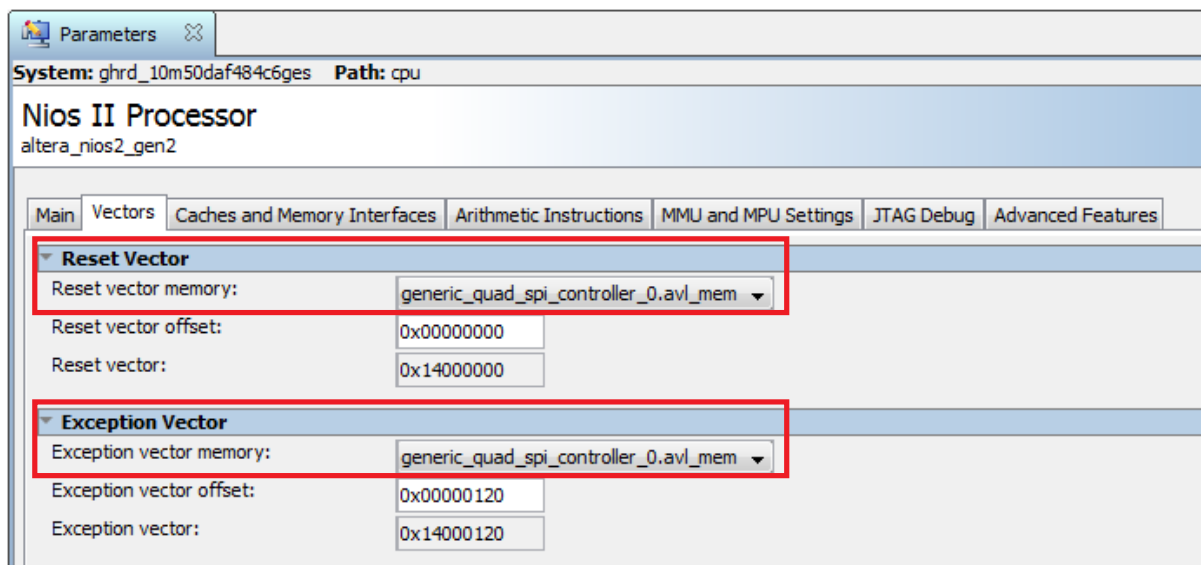 Parameters
System: ghrd_10m50daf484c6ges Path: cpu
Nios II Processor
altera_nios2_gen2
Main Vectors Caches and Memory Interfaces Arithmetic Instructions MMU and MPU Settings JTAG Debug Advanced Features
Reset Vector
Reset vector memory: generic_quad_spi_controller_0.avl_mem
Reset vector offset: 0x00000000
Reset vector: 0x14000000
Exception Vector
Exception vector memory: generic_quad_spi_controller_0.avl_mem
Exception vector offset: 0x00000120
Exception vector: 0x14000120